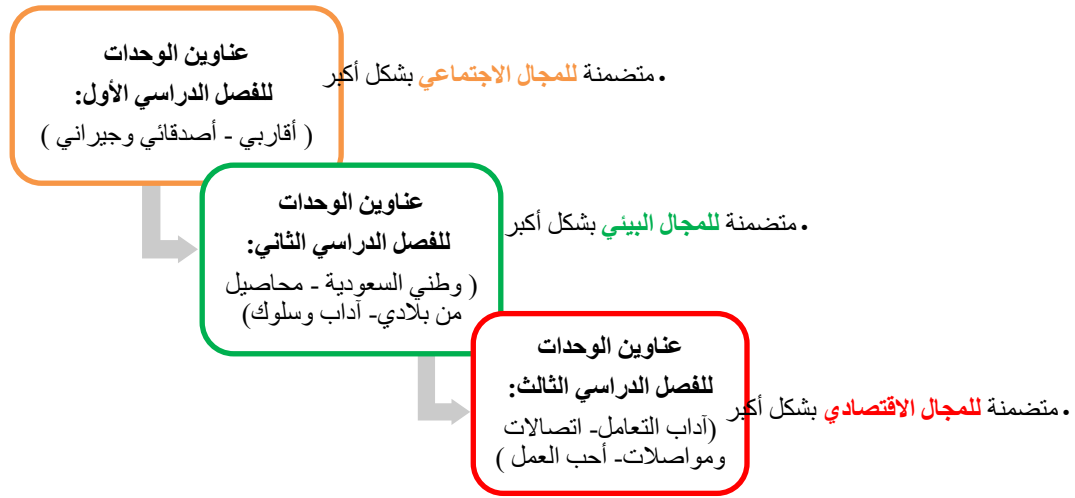 عناوين الوحدات
للفصل الدراسي الأول:
( أقاربي - أصدقائي وجيراني )
• متضمنة للمجال الاجتماعي بشكل أكبر
عناوين الوحدات
للفصل الدراسي الثاني:
( وطني السعودية - محاصيل
من بلادي- آداب وسلوك)
• متضمنة للمجال البيئي بشكل أكبر
عناوين الوحدات
للفصل الدراسي الثالث:
(آداب التعامل- اتصالات
ومواصلات- أحب العمل )
• متضمنة للمجال الاقتصادي بشكل أكبر